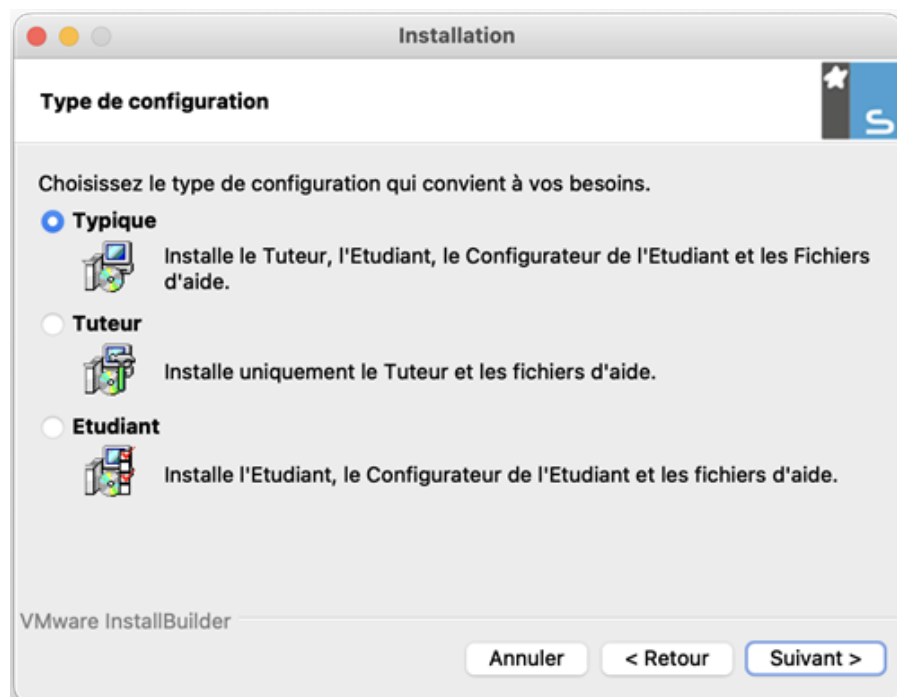 Installation
Type de configuration
S
Choisissez le type de configuration qui convient à vos besoins.
Typique
Installe le Tuteur, l'Etudiant, le Configurateur de l'Etudiant et les Fichiers
d'aide.
Tuteur
Installe uniquement le Tuteur et les fichiers d'aide.
Etudiant
Installe l'Etudiant, le Configurateur de l'Etudiant et les fichiers d'aide.
VMware InstallBuilder
Annuler
< Retour
Suivant >